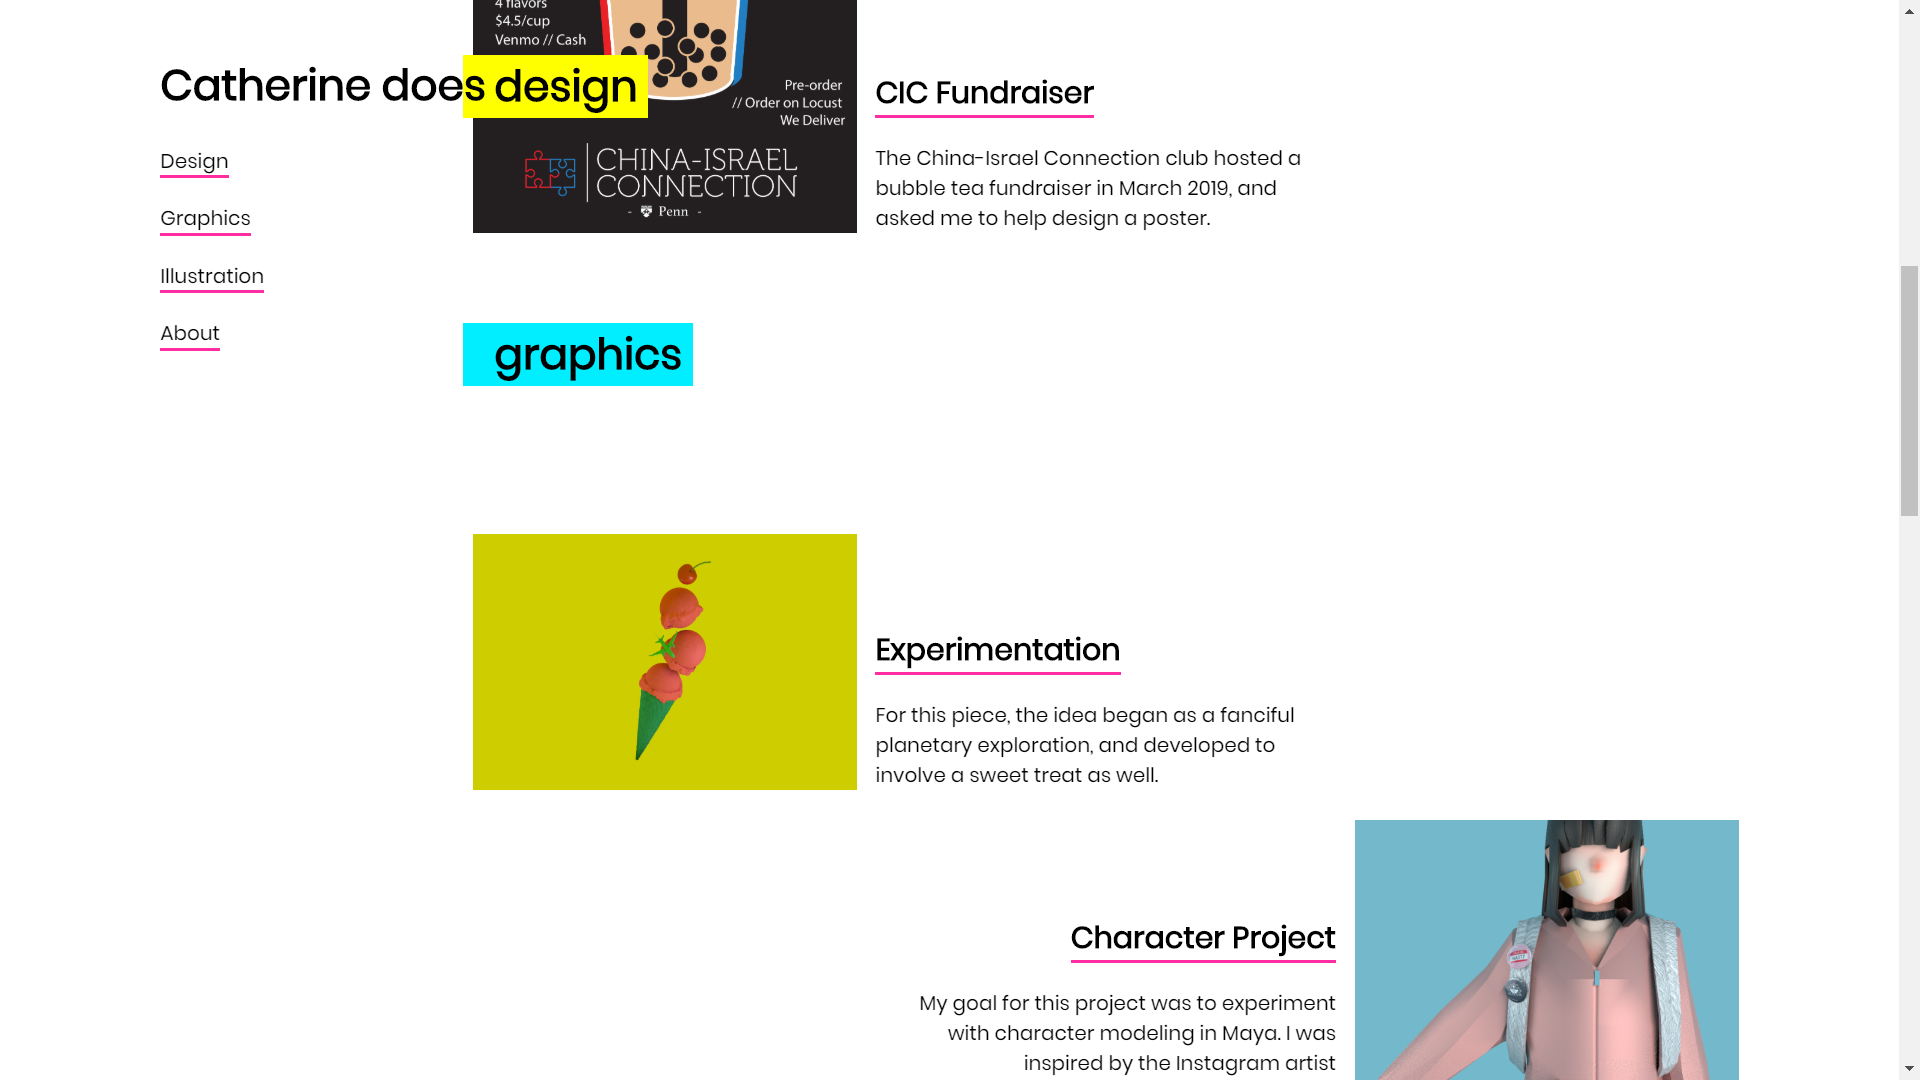 4 flavors
$4.5/cup
Venmo // Cash
Catherine does design
Pre-order
// Order on Locust
We Deliver
CHINA-ISRAEL
CONNECTION
- Penn -
CIC Fundraiser
The China-Israel Connection club hosted a
bubble tea fundraiser in March 2019, and
asked me to help design a poster.
Design
Graphics
Illustration
About
graphics
Experimentation
For this piece, the idea began as a fanciful
planetary exploration, and developed to
involve a sweet treat as well.
Character Project
My goal for this project was to experiment
with character modeling in Maya. I was
inspired by the Instagram artist